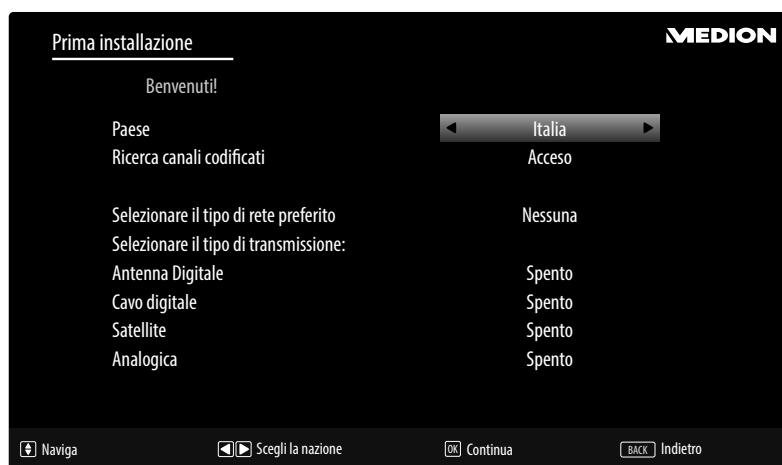 Prima installazione
MEDION
Benvenuti!
Paese Italia
Ricerca canali codificati Acceso
Selezionare il tipo di rete preferito Nessuna
Selezionare il tipo di transmissione:
Antenna Digitale Spento
Cavo digitale Spento
Satellite Spento
Analogica Spento
Naviga Scegli la nazione OK Continua BACK Indietro